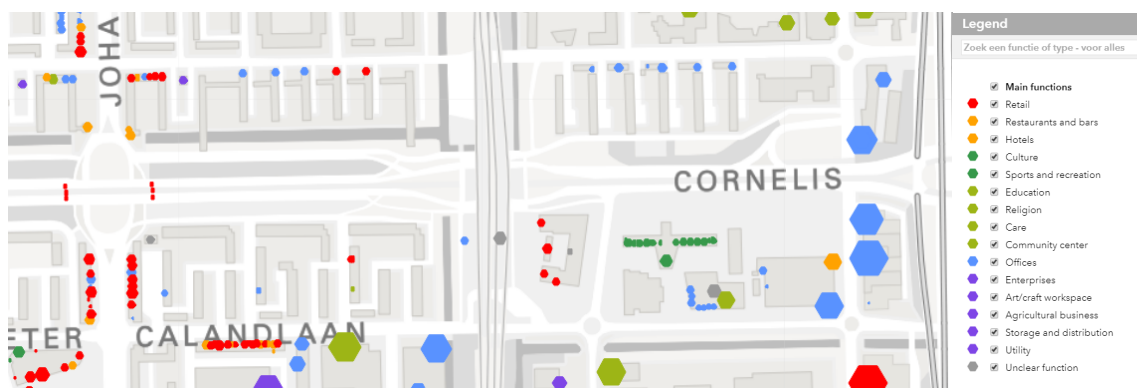 JOHA
CORNELIS
ETER CALANDLAAN
Legend
Zoek een functie of type - voor alles
Main functions
Retail
Restaurants and bars
Hotels
Culture
Sports and recreation
Education
Religion
Care
Community center
Offices
Enterprises
Art/craft workspace
Agricultural business
Storage and distribution
Utility
Unclear function